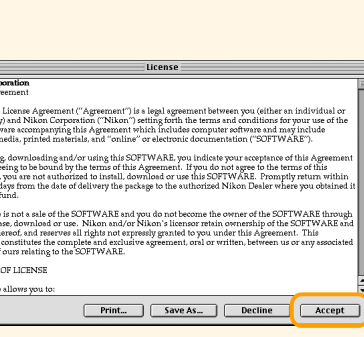 License
poration
reement
License Agreement ("Agreement") is a legal agreement between you (either an individual or
y) and Nikon Corporation ("Nikon") setting forth the terms and conditions for your use of the
ware accompanying this Agreement which includes computer software and may include
media, printed materials, and "online" or electronic documentation ("SOFTWARE").
g, downloading and/or using this SOFTWARE, you indicate your acceptance of this Agreement
eeing to be bound by the terms of this Agreement. If you do not agree to the terms of this
, you are not authorized to install, download or use this SOFTWARE. Promptly return within
days from the date of delivery the package to the authorized Nikon Dealer where you obtained it
fund.
is not a sale of the SOFTWARE and you do not become the owner of the SOFTWARE through
ase, download or use. Nikon and/or Nikon's licensor retain ownership of the SOFTWARE and
hereof, and reserves all rights not expressly granted to you under this Agreement. This
constitutes the complete and exclusive agreement, oral or written, between us or any associated
f ours relating to the SOFTWARE.
OF LICENSE
allows you to:
Print... Save As... Decline Accept